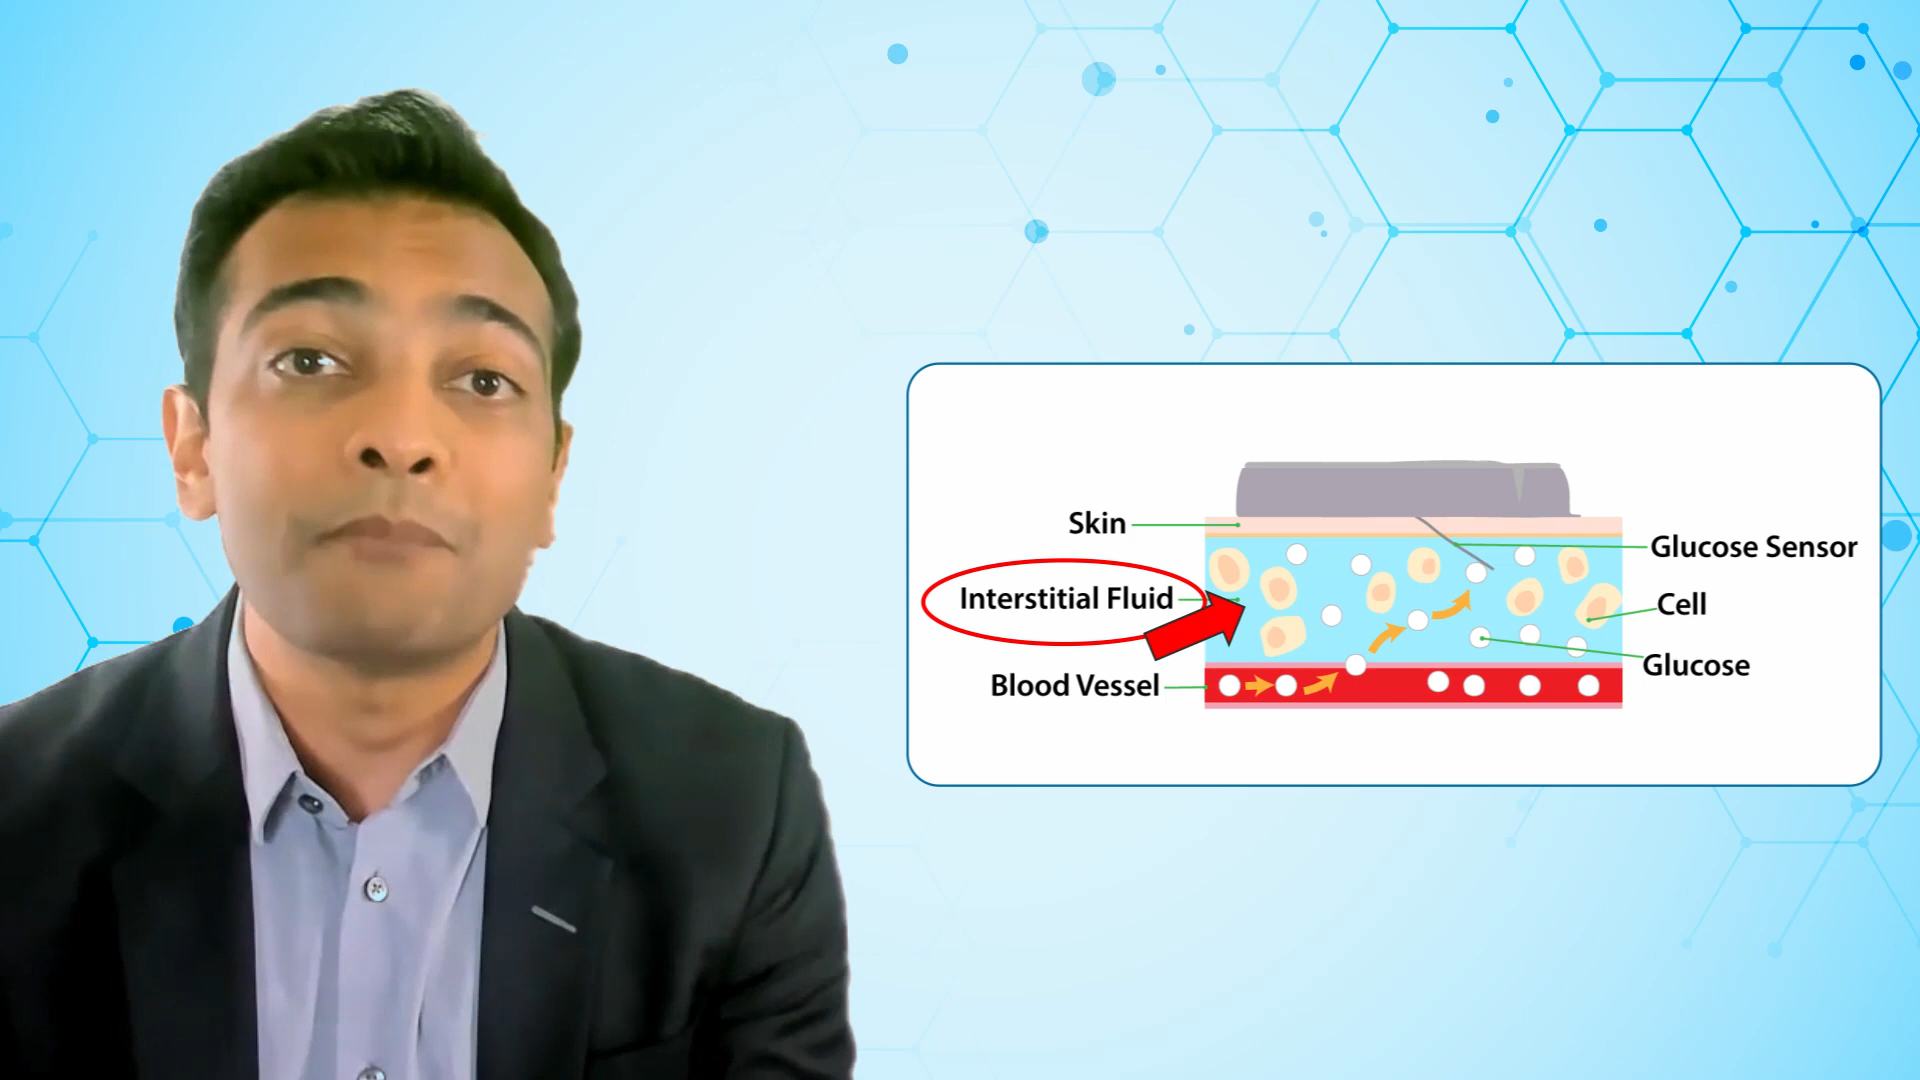 Skin
Glucose Sensor
Interstitial Fluid
Cell
Glucose
Blood Vessel